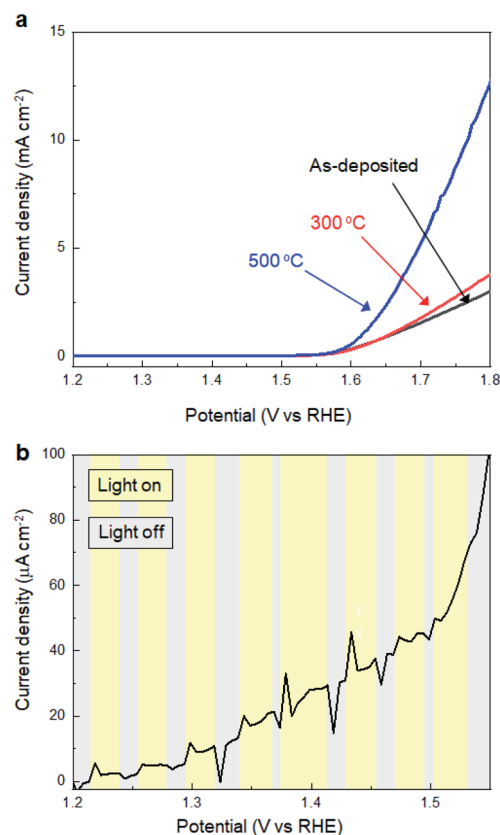 a
15
10
5
0
Current density (mA cm⁻²)
As-deposited
300 °C
500 °C
1.2 1.3 1.4 1.5 1.6 1.7 1.8
Potential (V vs RHE)
b
100
80
60
40
20
0
Current density (μA cm⁻²)
Light on
Light off
1.2 1.3 1.4 1.5
Potential (V vs RHE)